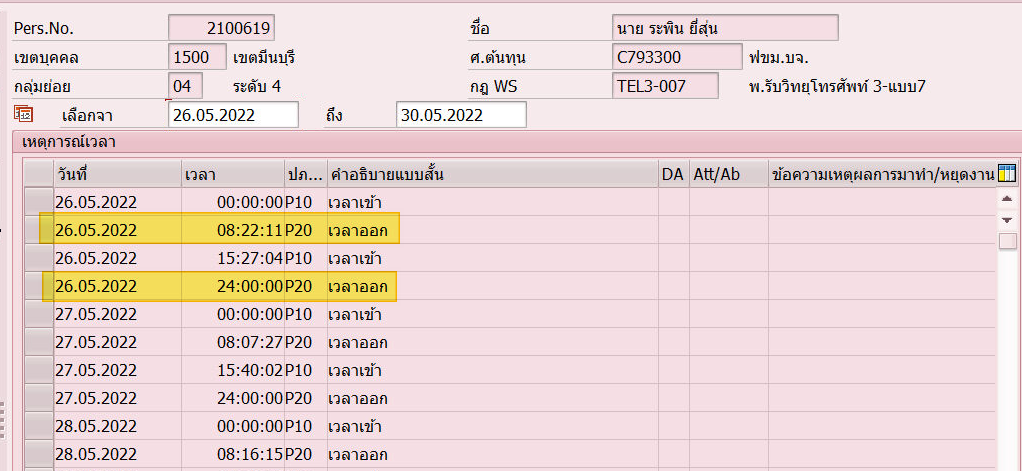 Pers.No. 2100619 ชื่อ นาย ระพิน ยี่สุ่น
เขตบุคคล 1500 เขตมีนบุรี ศ.ต้นทุน C793300 ฟขม.บจ.
กลุ่มย่อย 04 ระดับ 4 กฎ WS TEL3-007 พ.รับวิทยุโทรศัพท์ 3-แบบ7
เลือกจา 26.05.2022 ถึง 30.05.2022
เหตุการณ์เวลา
วันที่ เวลา ปภ... คำอธิบายแบบสั้น DA Att/Ab ข้อความเหตุผลการมาทำ/หยุดงาน
26.05.2022 00:00:00 P10 เวลาเข้า
26.05.2022 08:22:11 P20 เวลาออก
26.05.2022 15:27:04 P10 เวลาเข้า
26.05.2022 24:00:00 P20 เวลาออก
27.05.2022 00:00:00 P10 เวลาเข้า
27.05.2022 08:07:27 P20 เวลาออก
27.05.2022 15:40:02 P10 เวลาเข้า
27.05.2022 24:00:00 P20 เวลาออก
28.05.2022 00:00:00 P10 เวลาเข้า
28.05.2022 08:16:15 P20 เวลาออก